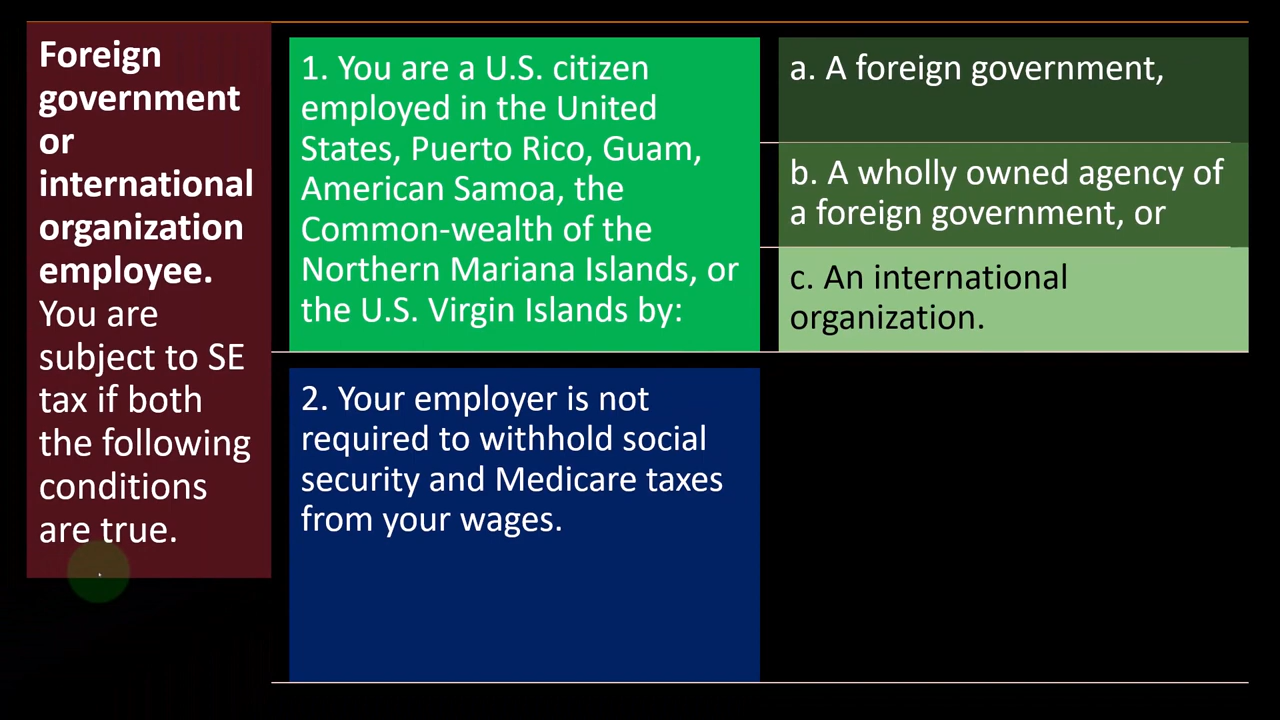 Foreign
government
or
international
organization
employee.
You are
subject to SE
tax if both
the following
conditions
are true.
1. You are a U.S. citizen
employed in the United
States, Puerto Rico, Guam,
American Samoa, the
Common-wealth of the
Northern Mariana Islands, or
the U.S. Virgin Islands by:
a. A foreign government,
b. A wholly owned agency of
a foreign government, or
c. An international
organization.
2. Your employer is not
required to withhold social
security and Medicare taxes
from your wages.